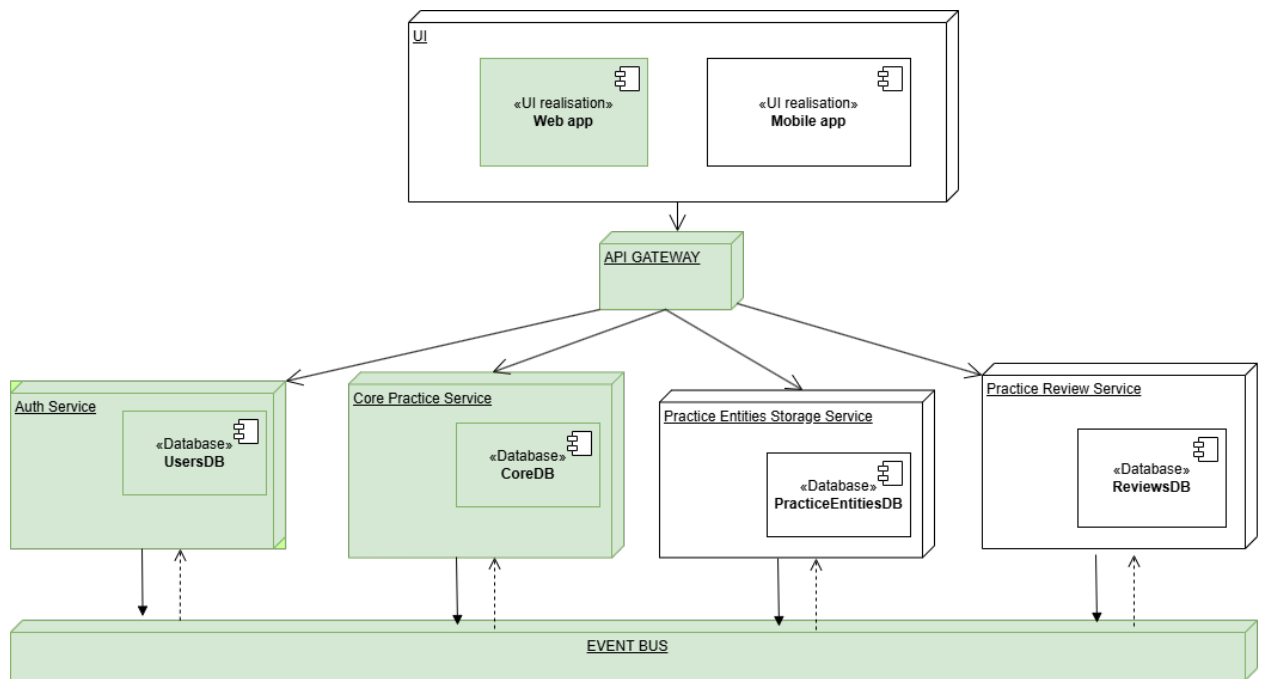 UI
«UI realisation»
Web app
«UI realisation»
Mobile app
API GATEWAY
Auth Service
«Database»
UsersDB
Core Practice Service
«Database»
CoreDB
Practice Entities Storage Service
«Database»
PracticeEntitiesDB
Practice Review Service
«Database»
ReviewsDB
EVENT BUS